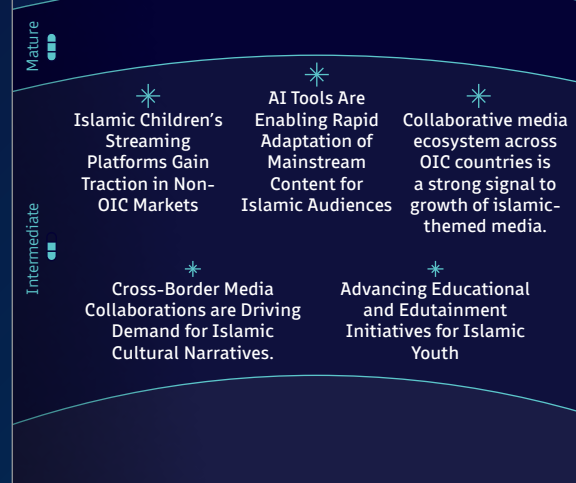 Mature
Islamic Children's
Streaming
Platforms Gain
Traction in Non-
OIC Markets
AI Tools Are
Enabling Rapid
Adaptation of
Mainstream
Content for
Islamic Audiences
Collaborative media
ecosystem across
OIC countries is
a strong signal to
growth of islamic-
themed media.
Intermediate
Cross-Border Media
Collaborations are Driving
Demand for Islamic
Cultural Narratives.
Advancing Educational
and Edutainment
Initiatives for Islamic
Youth